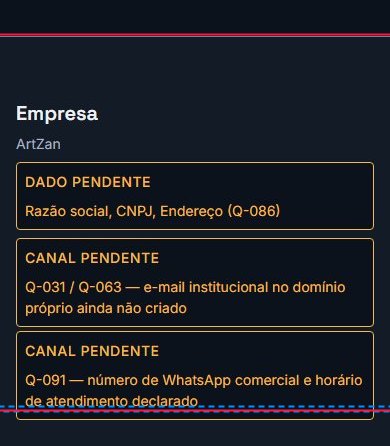 Empresa
ArtZan
DADO PENDENTE
Razão social, CNPJ, Endereço (Q-086)
CANAL PENDENTE
Q-031 / Q-063 — e-mail institucional no domínio
próprio ainda não criado
CANAL PENDENTE
Q-091 — número de WhatsApp comercial e horário
de atendimento declarado